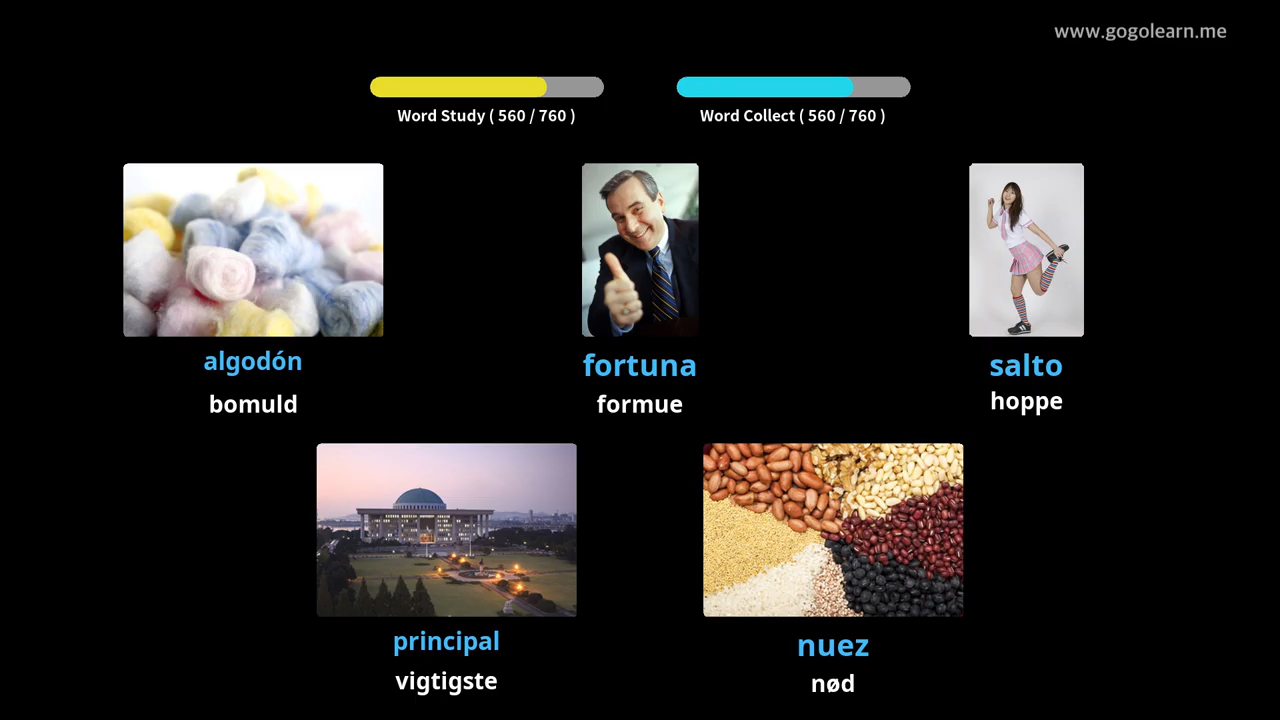 www.gogolearn.me
Word Study ( 560 / 760 )
Word Collect ( 560 / 760 )
algodón
bomuld
fortuna
formue
salto
hoppe
principal
vigtigste
nuez
nød